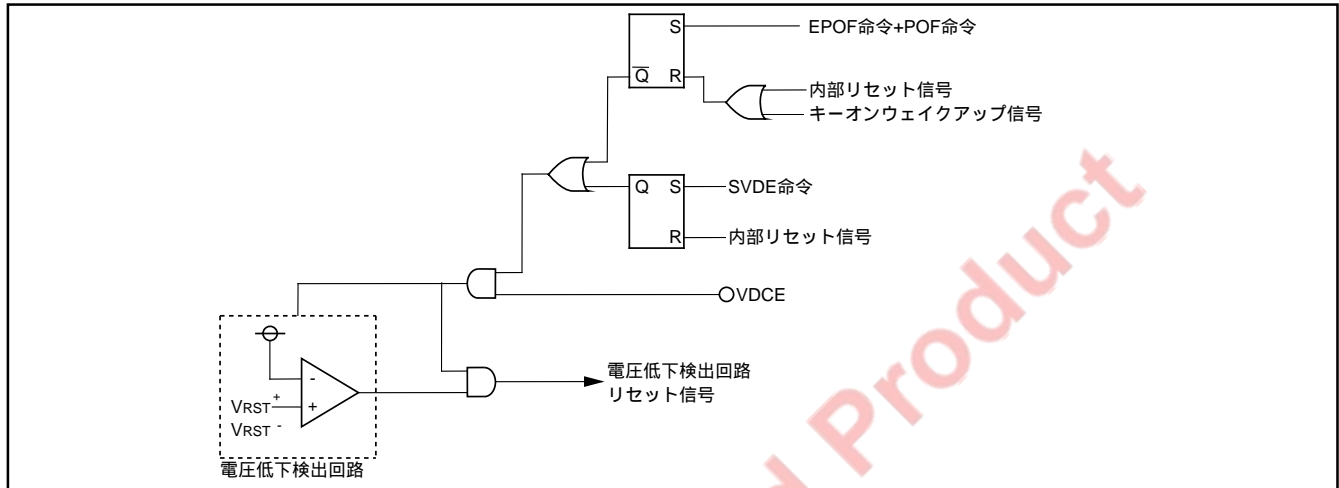 S EPOF命令+POF命令
Q R
内部リセット信号
キーオンウェイクアップ信号
Q S SVDE命令
R 内部リセット信号
VDCE
-
VRST+ +
VRST-
電圧低下検出回路
リセット信号
電圧低下検出回路
d Product